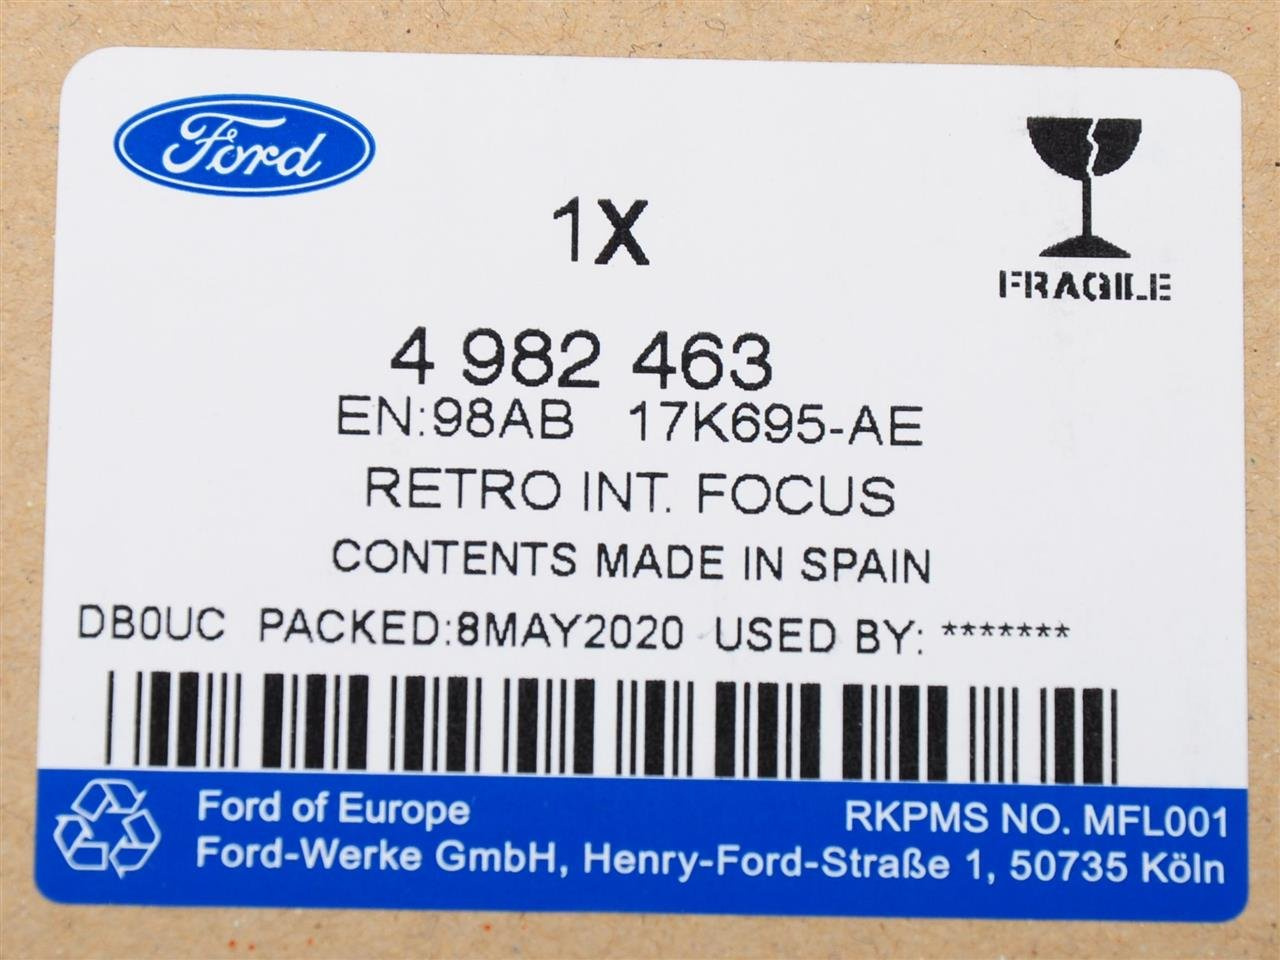 Ford
1X
FRAGILE
4 982 463
EN:98AB 17K695-AE
RETRO INT. FOCUS
CONTENTS MADE IN SPAIN
DB0UC PACKED:8MAY2020 USED BY: *******
Ford of Europe RKPMS NO. MFL001
Ford-Werke GmbH, Henry-Ford-Straße 1, 50735 Köln